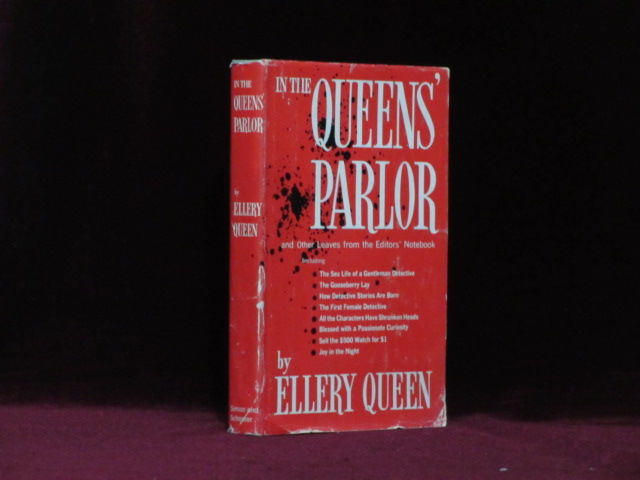 IN THE
QUEENS'
PARLOR
by
ELLERY
QUEEN
Simon and
Schuster
IN THE
QUEENS'
PARLOR
and Other Leaves from the Editors' Notebook
Including
The Sex Life of a Gentleman Detective
The Gooseberry Lay
How Detective Stories Are Born
The First Female Detective
All the Characters Have Shrunken Heads
Blessed with a Passionate Curiosity
Sell the $500 Watch for $1
Joy in the Night
by
ELLERY QUEEN